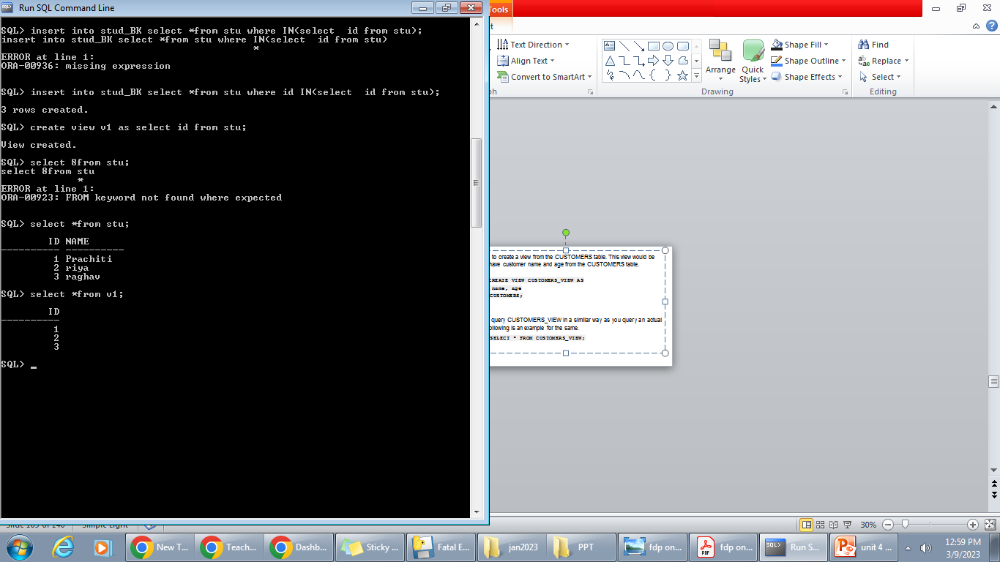 Run SQL Command Line
SQL> insert into stud_BK select *from stu where IN(select  id from stu);
insert into stud_BK select *from stu where IN(select  id from stu)
*
ERROR at line 1:
ORA-00936: missing expression
SQL> insert into stud_BK select *from stu where id IN(select  id from stu);
3 rows created.
SQL> create view v1 as select id from stu;
View created.
SQL> select 8from stu;
select 8from stu
*
ERROR at line 1:
ORA-00923: FROM keyword not found where expected
SQL> select *from stu;
ID NAME
---------- ----------
1 Prachiti
2 riya
3 raghav
SQL> select *from v1;
ID
----------
1
2
3
SQL> _
Tools
Text Direction
Align Text
Convert to SmartArt
Arrange
Quick
Styles
Shape Fill
Shape Outline
Shape Effects
Drawing
Find
Replace
Select
Editing
to create a view from the CUSTOMERS table. This view would be
have customer name and age from the CUSTOMERS table.
CREATE VIEW CUSTOMERS_VIEW AS
name, age
CUSTOMERS;
query CUSTOMERS_VIEW in a similar way as you query an actual
ollowing is an example for the same.
SELECT * FROM CUSTOMERS_VIEW;
30%
New T...
Teach...
Dashb...
Sticky ...
Fatal E...
jan2023
PPT
fdp on...
fdp on...
Run S...
unit 4 ...
12:59 PM
3/9/2023